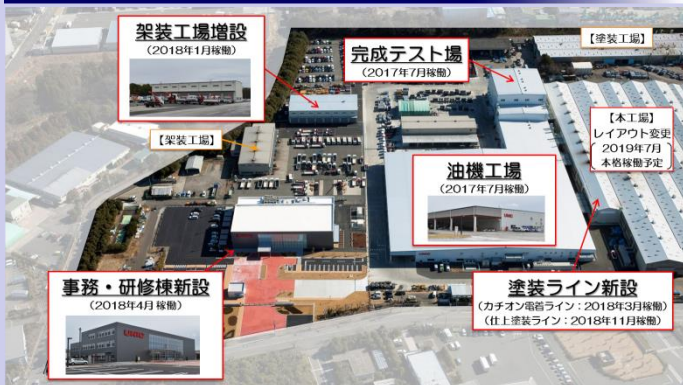 架装工場増設
(2018年1月稼働)
完成テスト場
(2017年7月稼働)
【塗装工場】
【架装工場】
【本工場】
レイアウト変更
2019年7月
本格稼働予定
油機工場
(2017年7月稼働)
事務・研修棟新設
(2018年4月 稼働)
UNIC
塗装ライン新設
(カチオン電着ライン：2018年3月稼働)
(仕上塗装ライン：2018年11月稼働)